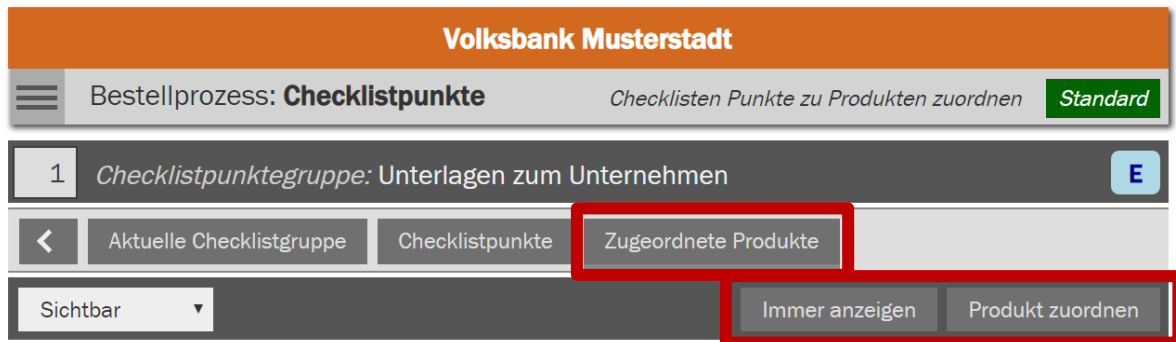 Volksbank Musterstadt
Bestellprozess: Checklistpunkte Checklisten Punkte zu Produkten zuordnen Standard
1 Checklistpunktegruppe: Unterlagen zum Unternehmen E
Aktuelle Checklistgruppe Checklistpunkte Zugeordnete Produkte
Sichtbar Immer anzeigen Produkt zuordnen